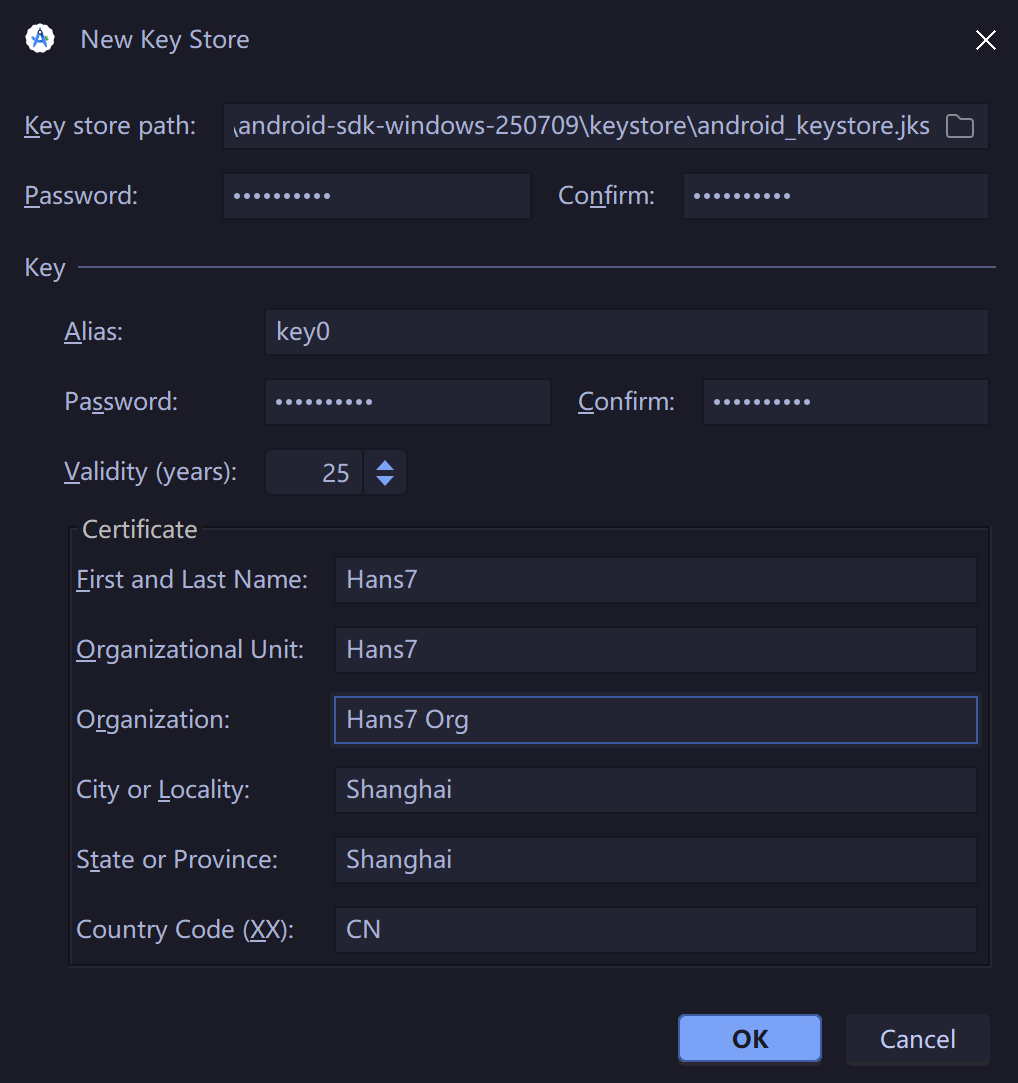 New Key Store
Key store path: \android-sdk-windows-250709\keystore\android_keystore.jks
Password: •••••••••• Confirm: ••••••••••
Key
Alias: key0
Password: •••••••••• Confirm: ••••••••••
Validity (years): 25
Certificate
First and Last Name: Hans7
Organizational Unit: Hans7
Organization: Hans7 Org
City or Locality: Shanghai
State or Province: Shanghai
Country Code (XX): CN
OK Cancel